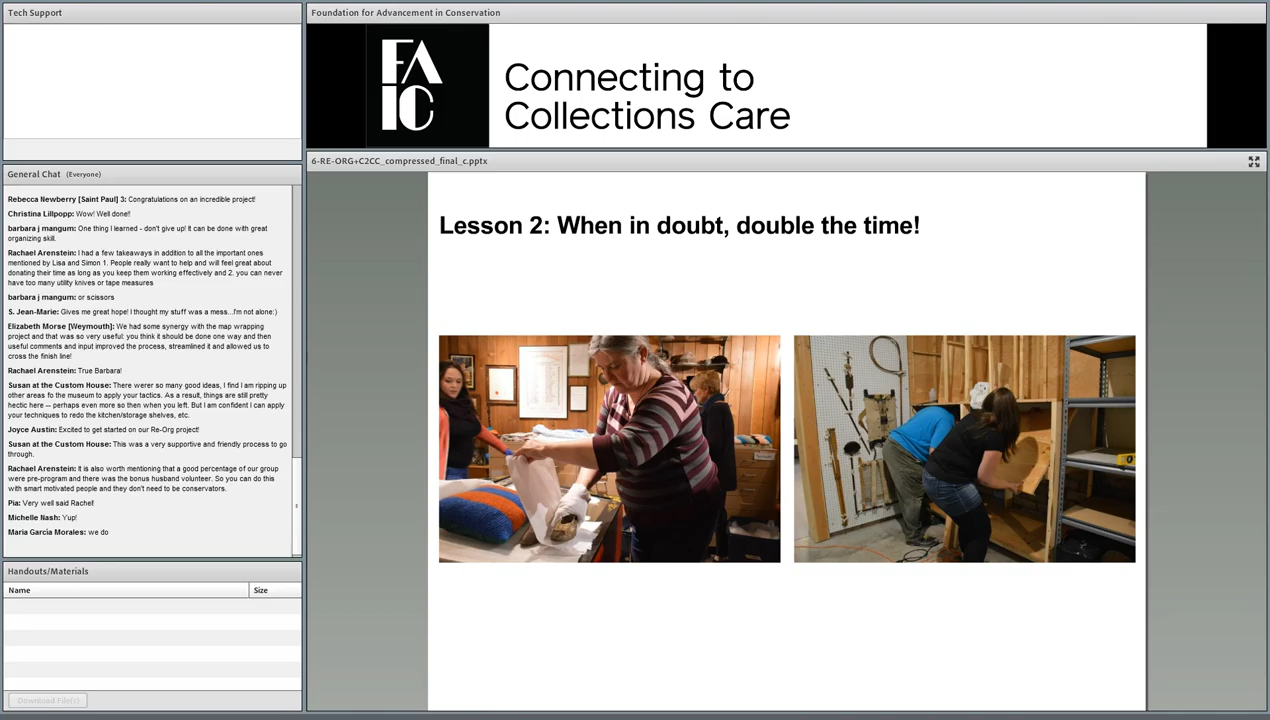 Tech Support
General Chat (Everyone)
Rebecca Newberry [Saint Paul] 3: Congratulations on an incredible project!
Christina Lillpopp: Wow! Well done!!
barbara j mangum: One thing I learned - don't give up! It can be done with great
organizing skill.
Rachael Arenstein: I had a few takeaways in addition to all the important ones
mentioned by Lisa and Simon 1. People really want to help and will feel great about
donating their time as long as you keep them working effectively and 2. you can never
have too many utility knives or tape measures
barbara j mangum: or scissors
S. Jean-Marie: Gives me great hope! I thought my stuff was a mess...I'm not alone:)
Elizabeth Morse [Weymouth]: We had some synergy with the map wrapping
project and that was so very useful: you think it should be done one way and then
useful comments and input improved the process, streamlined it and allowed us to
cross the finish line!
Rachael Arenstein: True Barbara!
Susan at the Custom House: There werer so many good ideas, I find I am ripping up
other areas fo the museum to apply your tactics. As a result, things are still pretty
hectic here -- perhaps even more so then when you left. But I am confident I can apply
your techniques to redo the kitchen/storage shelves, etc.
Joyce Austin: Excited to get started on our Re-Org project!
Susan at the Custom House: This was a very supportive and friendly process to go
through.
Rachael Arenstein: It is also worth mentioning that a good percentage of our group
were pre-program and there was the bonus husband volunteer. So you can do this
with smart motivated people and they don't need to be conservators.
Pia: Very well said Rachel!
Michelle Nash: Yup!
Maria García Morales: we do
Handouts/Materials
Name Size
Download File(s)
Foundation for Advancement in Conservation
FA
IC
Connecting to
Collections Care
6-RE-ORG+C2CC_compressed_final_c.pptx
Lesson 2: When in doubt, double the time!